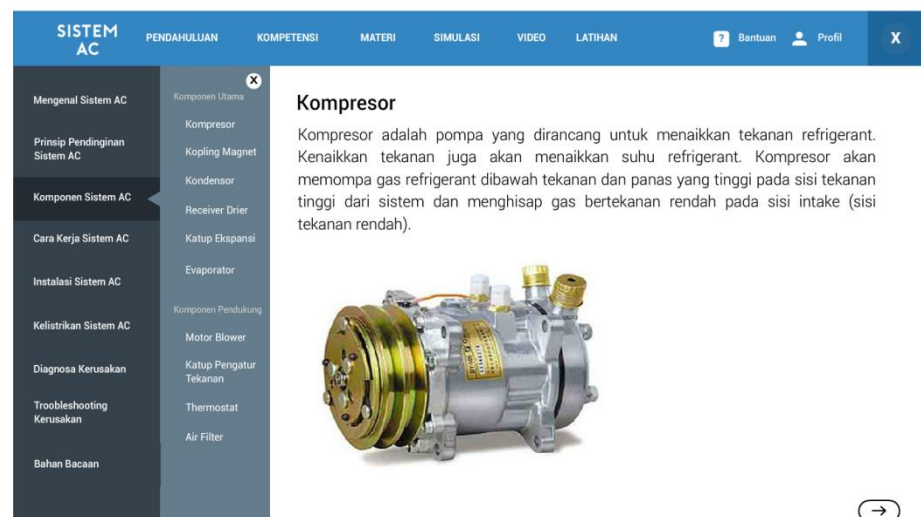 SISTEM
AC
PENDAHULUAN
KOMPETENSI
MATERI
SIMULASI
VIDEO
LATIHAN
? Bantuan
Profil
X
Mengenal Sistem AC
Prinsip Pendinginan
Sistem AC
Komponen Sistem AC
Cara Kerja Sistem AC
Instalasi Sistem AC
Kelistrikan Sistem AC
Diagnosa Kerusakan
Troobleshooting
Kerusakan
Bahan Bacaan
X
Komponen Utama
Kompresor
Kopling Magnet
Kondensor
Receiver Drier
Katup Ekspansi
Evaporator
Komponen Pendukung
Motor Blower
Katup Pengatur
Tekanan
Thermostat
Air Filter
Kompresor
Kompresor adalah pompa yang dirancang untuk menaikkan tekanan refrigerant.
Kenaikkan tekanan juga akan menaikkan suhu refrigerant. Kompresor akan
memompa gas refrigerant dibawah tekanan dan panas yang tinggi pada sisi tekanan
tinggi dari sistem dan menghisap gas bertekanan rendah pada sisi intake (sisi
tekanan rendah).